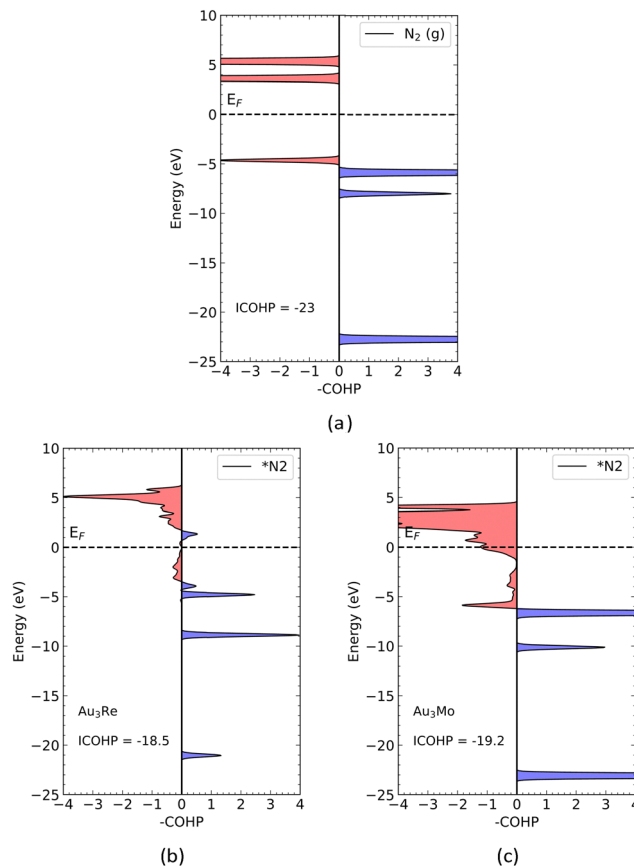 10
N₂ (g)
5
E_F
0
−5
Energy (eV)
−10
−15
−20
ICOHP = -23
−25
−4 −3 −2 −1 0 1 2 3 4
-COHP
(a)
10
*N2
5
E_F
0
−5
Energy (eV)
−10
−15
Au₃Re
−20
ICOHP = -18.5
−25
−4 −3 −2 −1 0 1 2 3 4
-COHP
(b)
10
*N2
5
E_F
0
−5
Energy (eV)
−10
−15
Au₃Mo
−20
ICOHP = -19.2
−25
−4 −3 −2 −1 0 1 2 3 4
-COHP
(c)